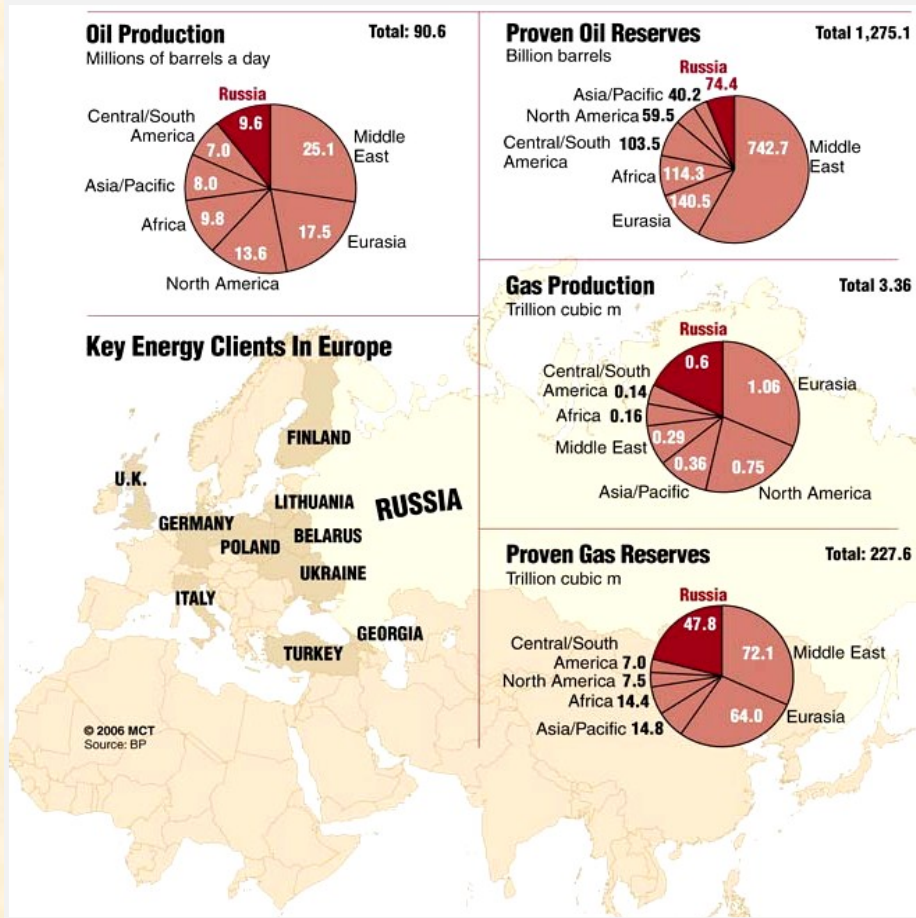 Oil Production
Total: 90.6
Millions of barrels a day
Russia
9.6
Central/South
America
7.0
Middle
East
25.1
Asia/Pacific
8.0
Africa
9.8
17.5
Eurasia
13.6
North America
Proven Oil Reserves
Total 1,275.1
Billion barrels
Russia
74.4
Asia/Pacific 40.2
North America 59.5
Central/South 103.5
America
742.7
Middle
East
Africa
114.3
140.5
Eurasia
Gas Production
Total 3.36
Trillion cubic m
Russia
0.6
Central/South
America 0.14
1.06
Eurasia
Africa 0.16
0.29
Middle East
0.36
0.75
Asia/Pacific
North America
Proven Gas Reserves
Total: 227.6
Trillion cubic m
Russia
47.8
Central/South
America 7.0
72.1
Middle East
North America 7.5
Africa 14.4
64.0
Eurasia
Asia/Pacific 14.8
Key Energy Clients In Europe
FINLAND
U.K.
LITHUANIA
RUSSIA
GERMANY
BELARUS
POLAND
UKRAINE
ITALY
GEORGIA
TURKEY
© 2006 MCT
Source: BP